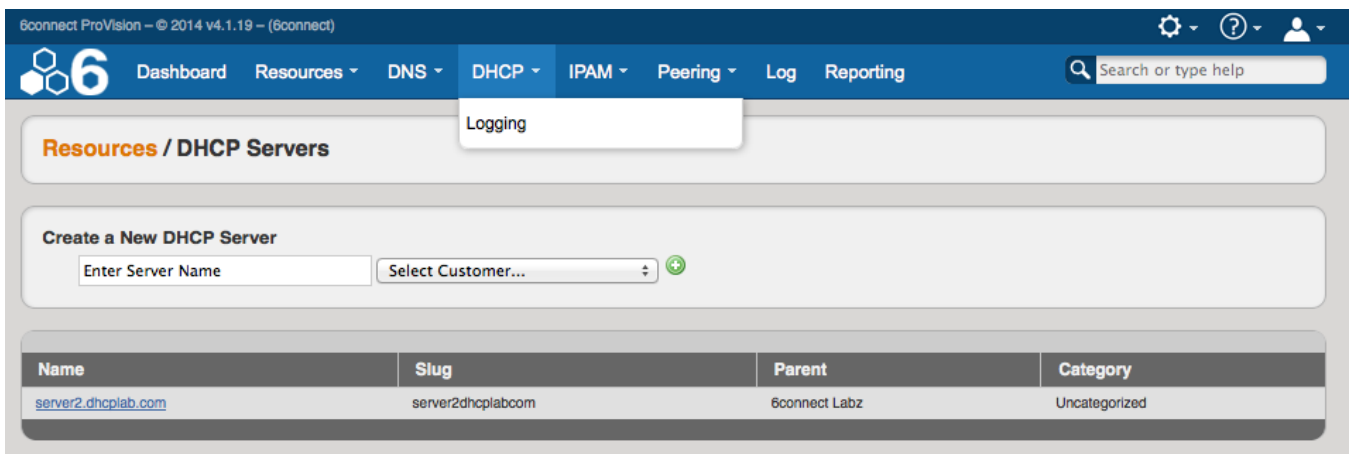 6connect ProVision – © 2014 v4.1.19 – (6connect)
6 Dashboard Resources DNS DHCP IPAM Peering Log Reporting Search or type help
Logging
Resources / DHCP Servers
Create a New DHCP Server
Enter Server Name Select Customer...
Name Slug Parent Category
server2.dhcplab.com server2dhcplabcom 6connect Labz Uncategorized